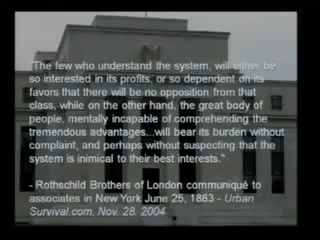 "The few who understand the system, will either be
so interested in its profits, or so dependent on its
favors that there will be no opposition from that
class, while on the other hand, the great body of
people, mentally incapable of comprehending the
tremendous advantages...will bear its burden without
complaint, and perhaps without suspecting that the
system is inimical to their best interests."
- Rothschild Brothers of London communiqué to
associates in New York June 25, 1863 - Urban
Survival.com, Nov. 28, 2004